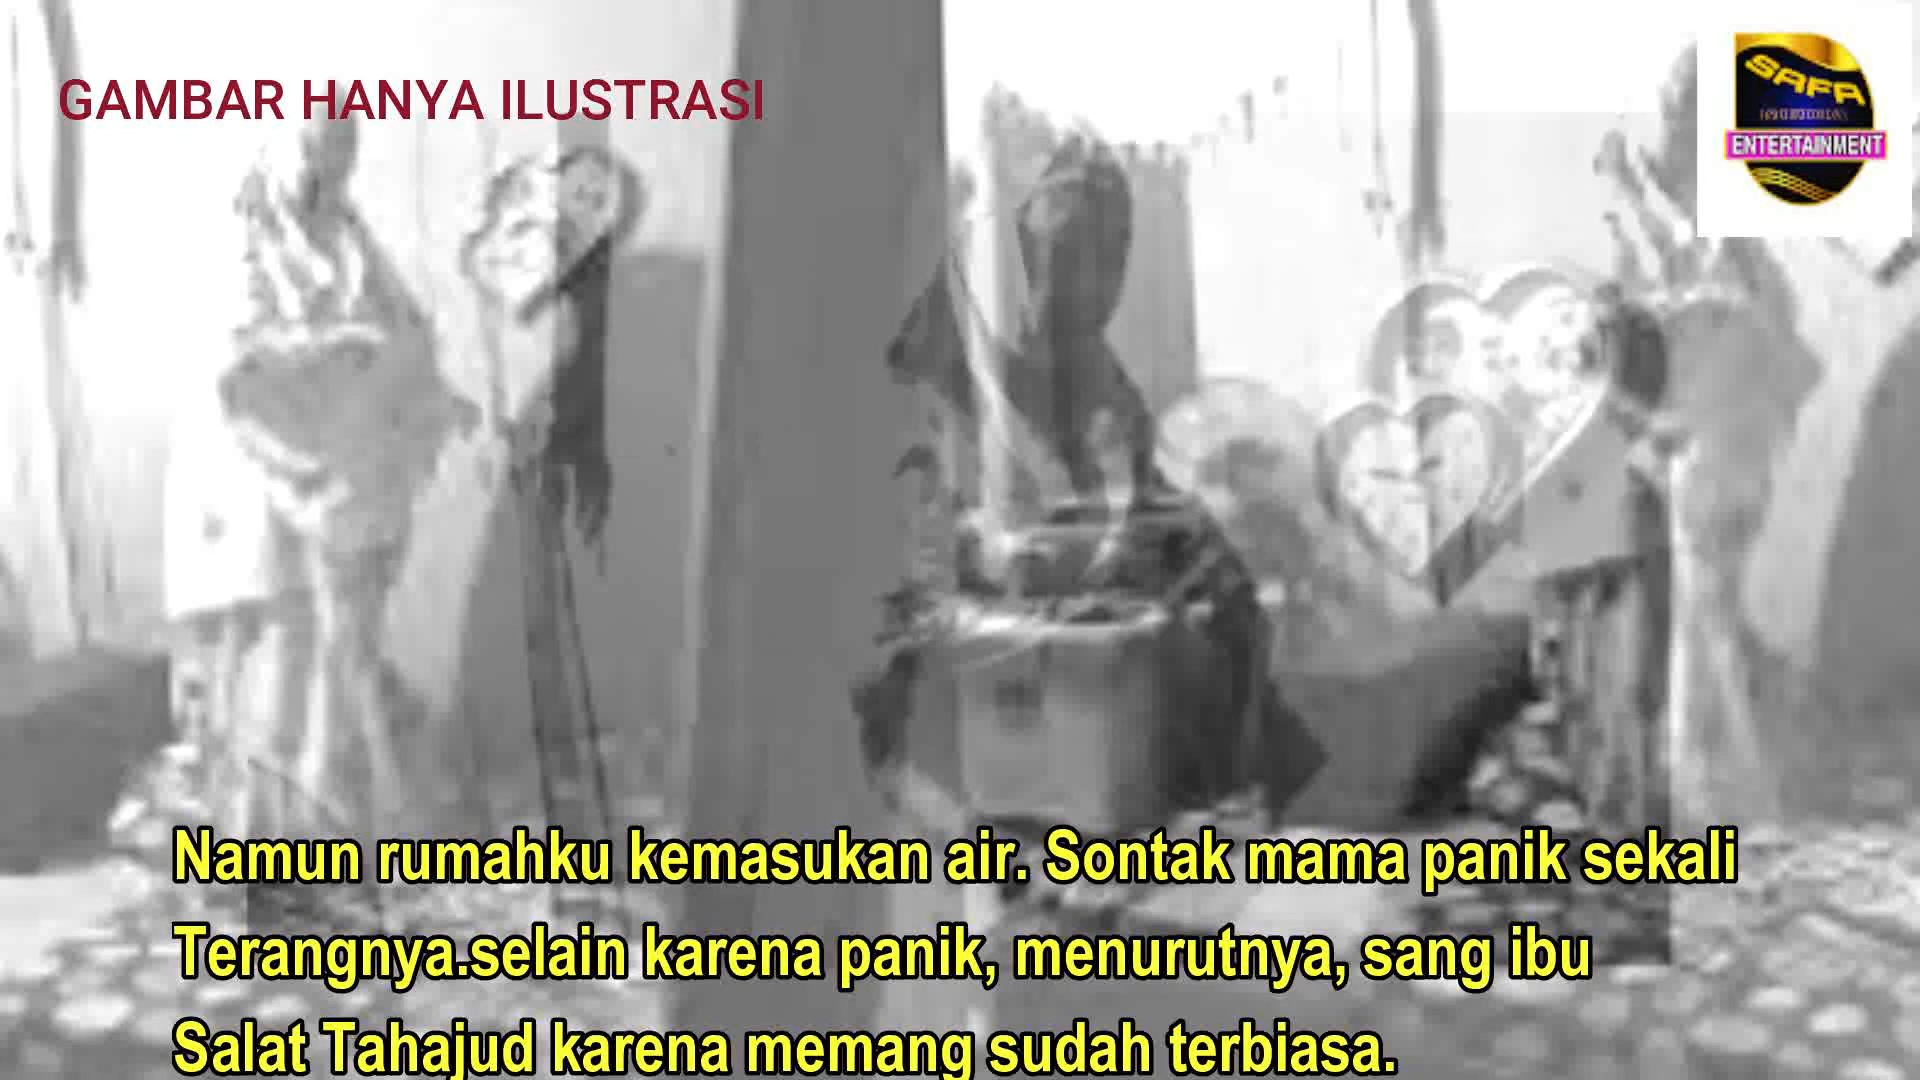 GAMBAR HANYA ILUSTRASI
SAFA
ENTERTAINMENT
Namun rumahku kemasukan air. Sontak mama panik sekali
Terangnya.selain karena panik, menurutnya, sang ibu
Salat Tahajud karena memang sudah terbiasa.